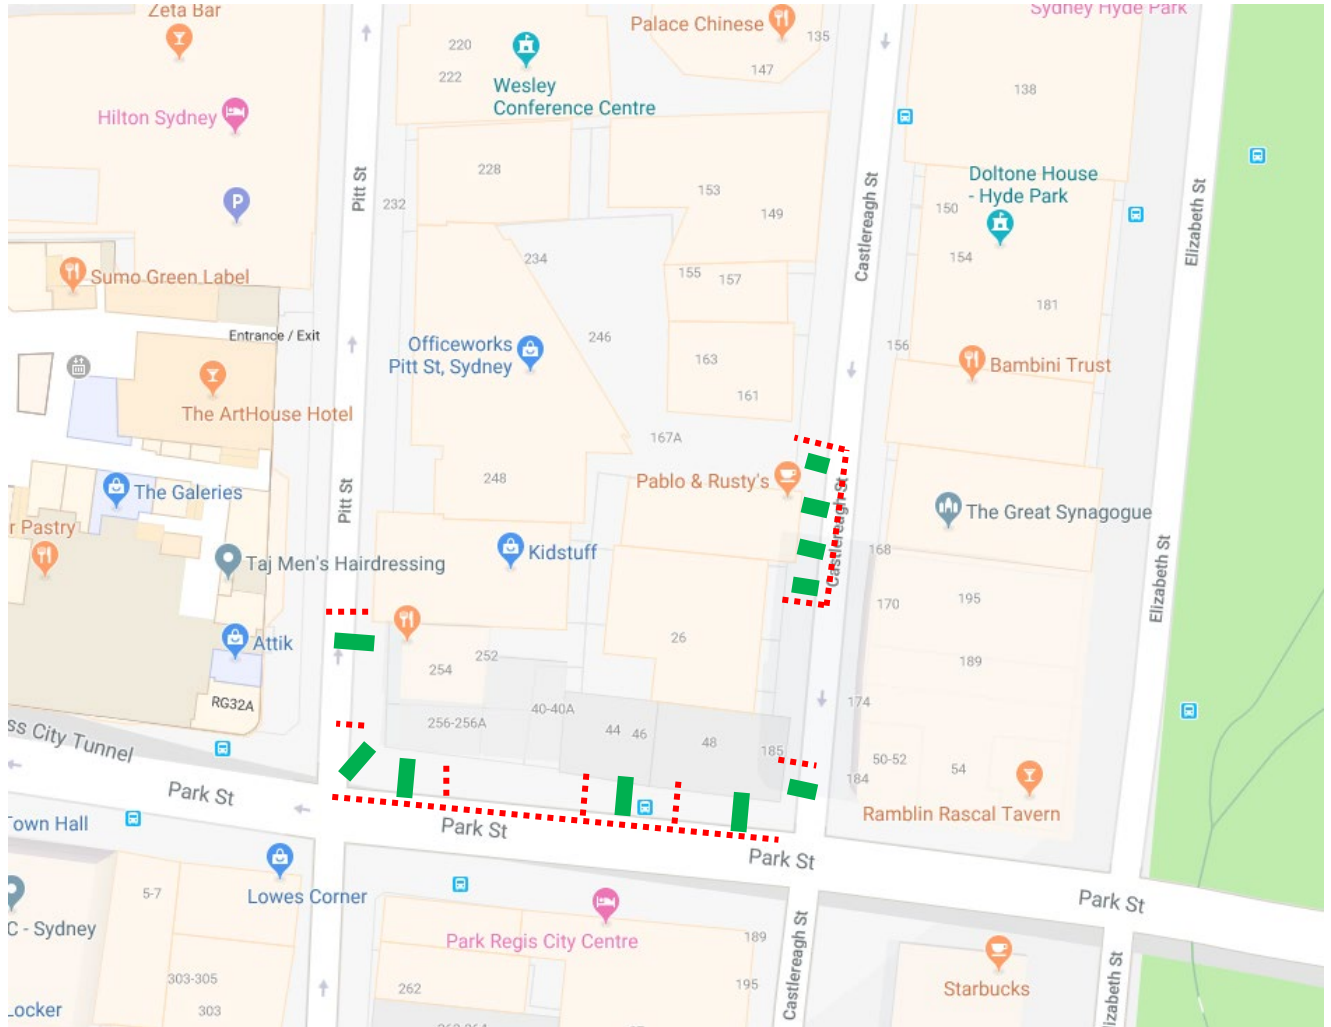 Zeta Bar
Palace Chinese
135
Sydney Hyde Park
220
222
147
Wesley
Conference Centre
138
Hilton Sydney
228
Pitt St
232
P
153
149
Castlereagh St
Doltone House
- Hyde Park
150
154
Elizabeth St
Sumo Green Label
234
155
157
181
Entrance / Exit
Officeworks
Pitt St, Sydney
246
163
161
156
Bambini Trust
The ArtHouse Hotel
167A
248
Pablo & Rusty's
The Galeries
Pitt St
Castlereagh St
The Great Synagogue
r Pastry
Kidstuff
Taj Men's Hairdressing
168
170
195
Elizabeth St
Attik
26
254
252
189
RG32A
256-256A
40-40A
44
46
48
185
174
184
50-52
54
ss City Tunnel
Park St
Ramblin Rascal Tavern
Town Hall
Park St
Park St
Park St
5-7
Lowes Corner
C - Sydney
Park Regis City Centre
189
Castlereagh St
303-305
303
262
195
Starbucks
lizabeth St
Locker